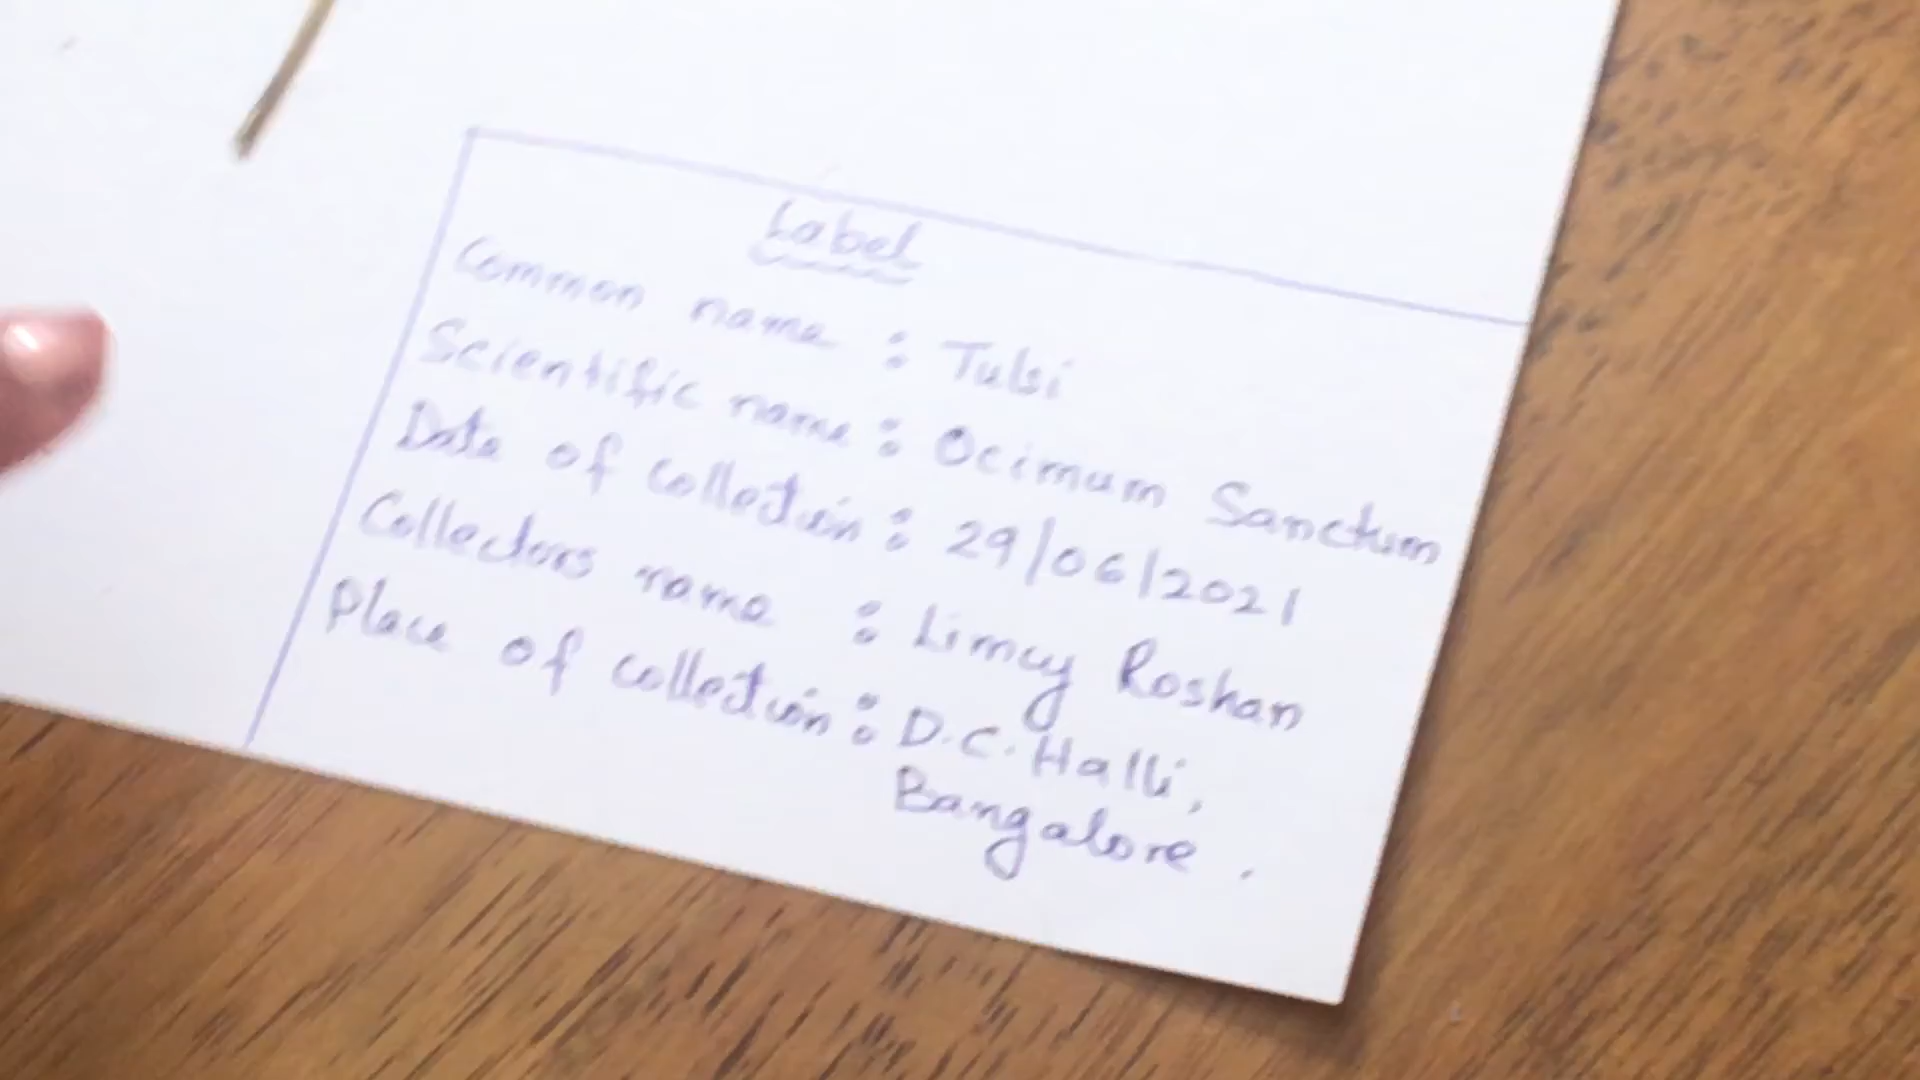 Label
Common name : Tulsi
Scientific name : Ocimum Sanctum
Date of collection : 29/06/2021
Collectors name : Limcy Roshan
Place of collection : D.C. Halli,
Bangalore.